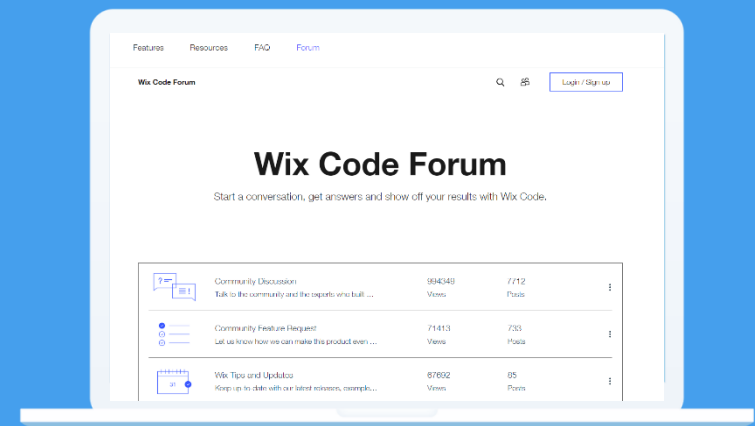 Features Resources FAQ Forum
Wix Code Forum Login / Sign up
Wix Code Forum
Start a conversation, get answers and show off your results with Wix Code.
Community Discussion 994349 7712
Talk to the community and the experts who built ... Views Posts
Community Feature Request 71413 733
Let us know how we can make this product even ... Views Posts
31
Wix Tips and Updates 67692 85
Keep up to date with our latest releases, example... Views Posts